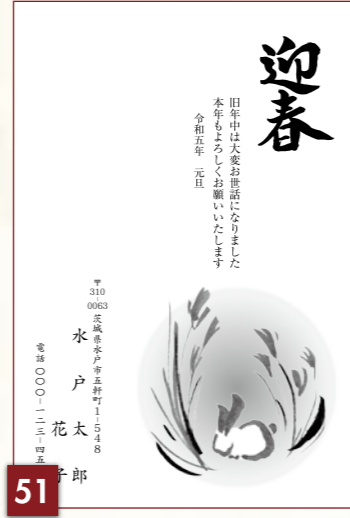 迎春
旧年中は大変お世話になりました
本年もよろしくお願いいたします
令和五年　元旦
〒310-0063 茨城県水戸市五軒町1-548
水戸　太郎
花子
電話 〇〇〇-一二三-四五
51